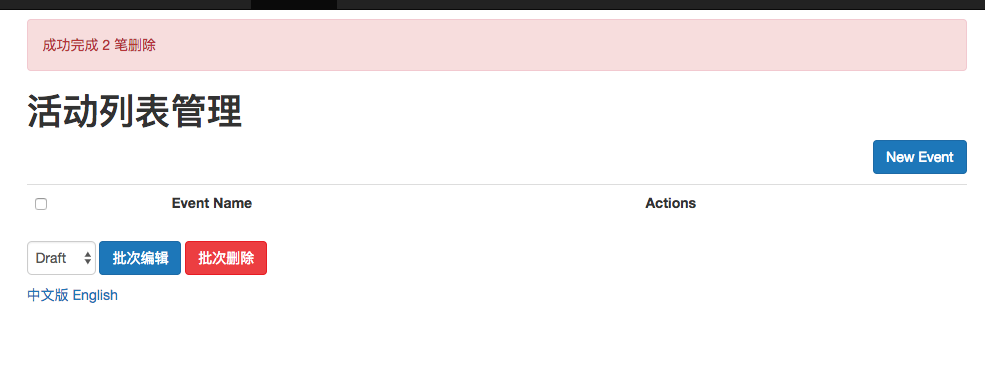 成功完成 2 笔删除
活动列表管理
New Event
Event Name Actions
Draft 批次编辑 批次删除
中文版 English